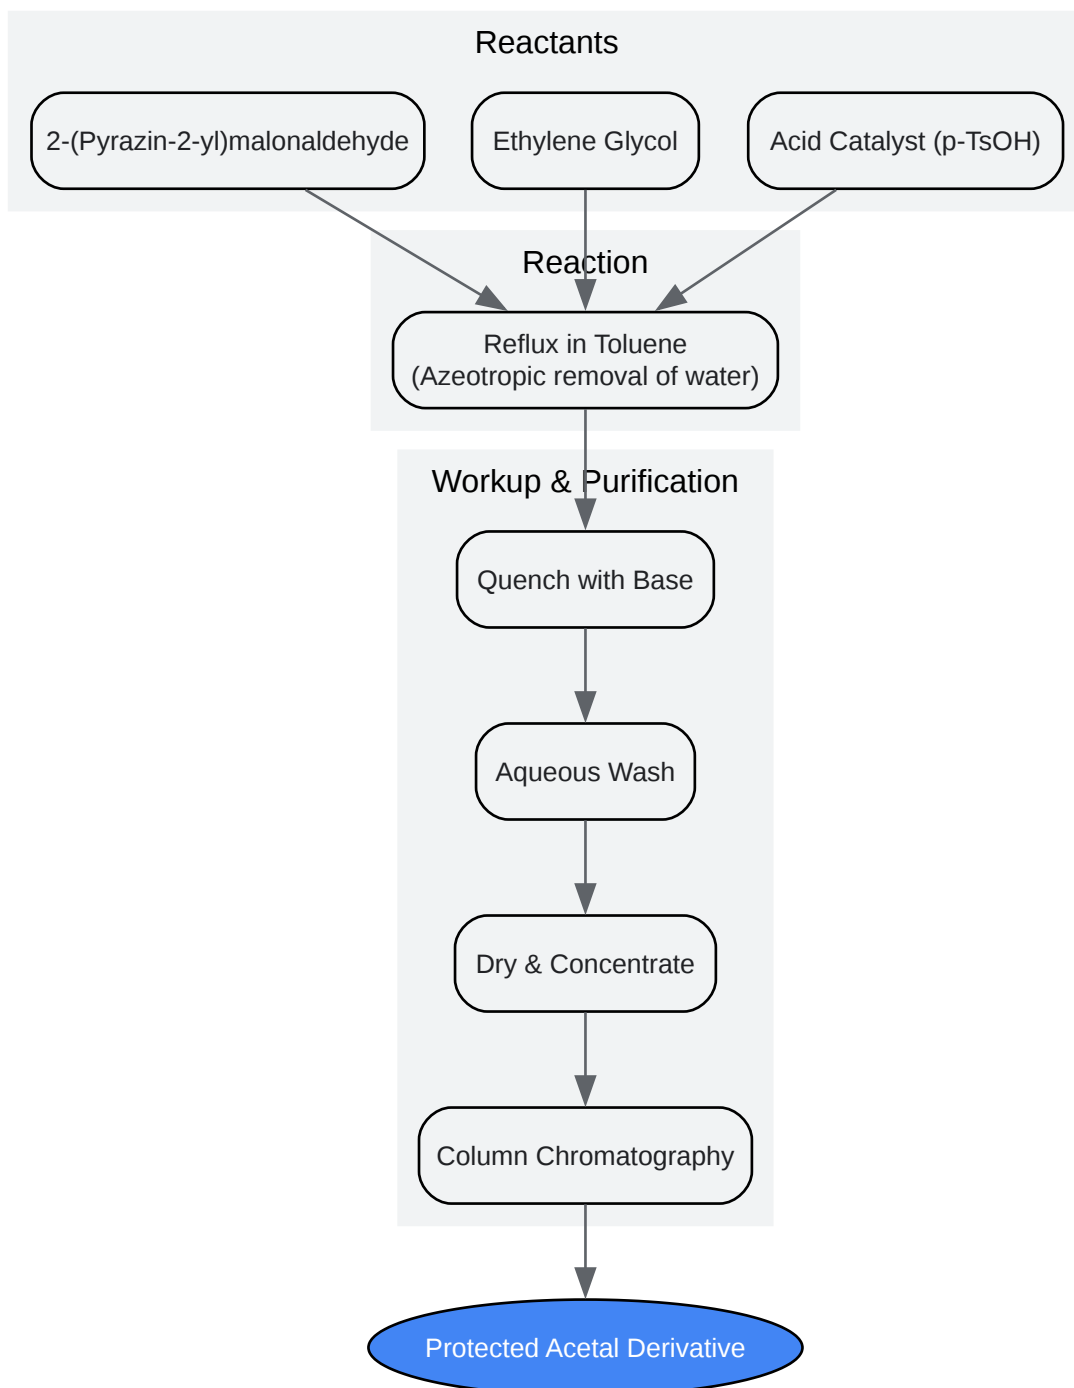 Reactants
2-(Pyrazin-2-yl)malonaldehyde
Ethylene Glycol
Acid Catalyst (p-TsOH)
Reaction
Reflux in Toluene
(Azeotropic removal of water)
Workup & Purification
Quench with Base
Aqueous Wash
Dry & Concentrate
Column Chromatography
Protected Acetal Derivative